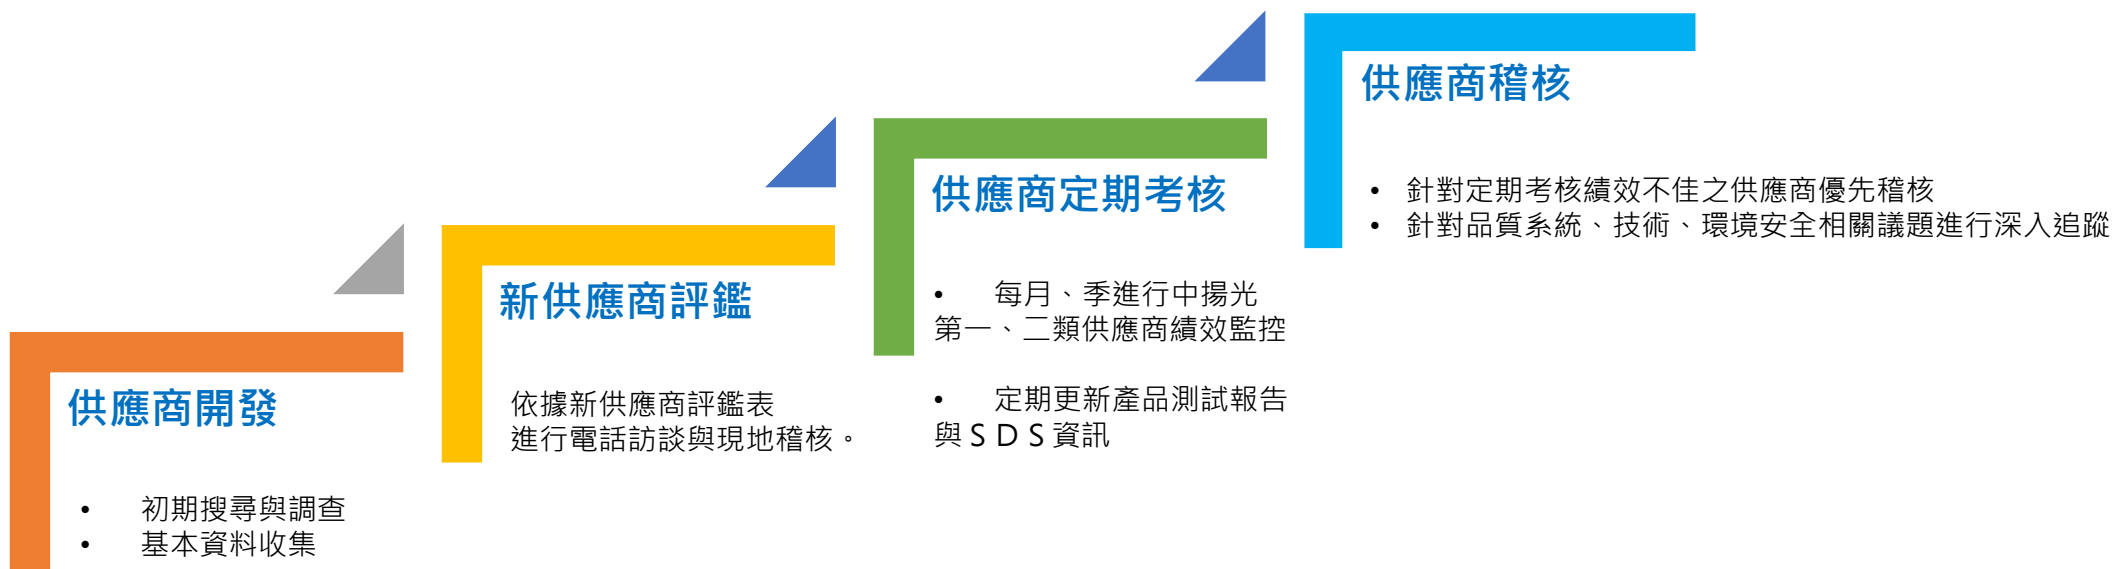 供應商開發
• 初期搜尋與調查
• 基本資料收集
新供應商評鑑
依據新供應商評鑑表
進行電話訪談與現地稽核。
供應商定期考核
• 每月、季進行中揚光
第一、二類供應商績效監控
• 定期更新產品測試報告
與ＳＤＳ資訊
供應商稽核
• 針對定期考核績效不佳之供應商優先稽核
• 針對品質系統、技術、環境安全相關議題進行深入追蹤